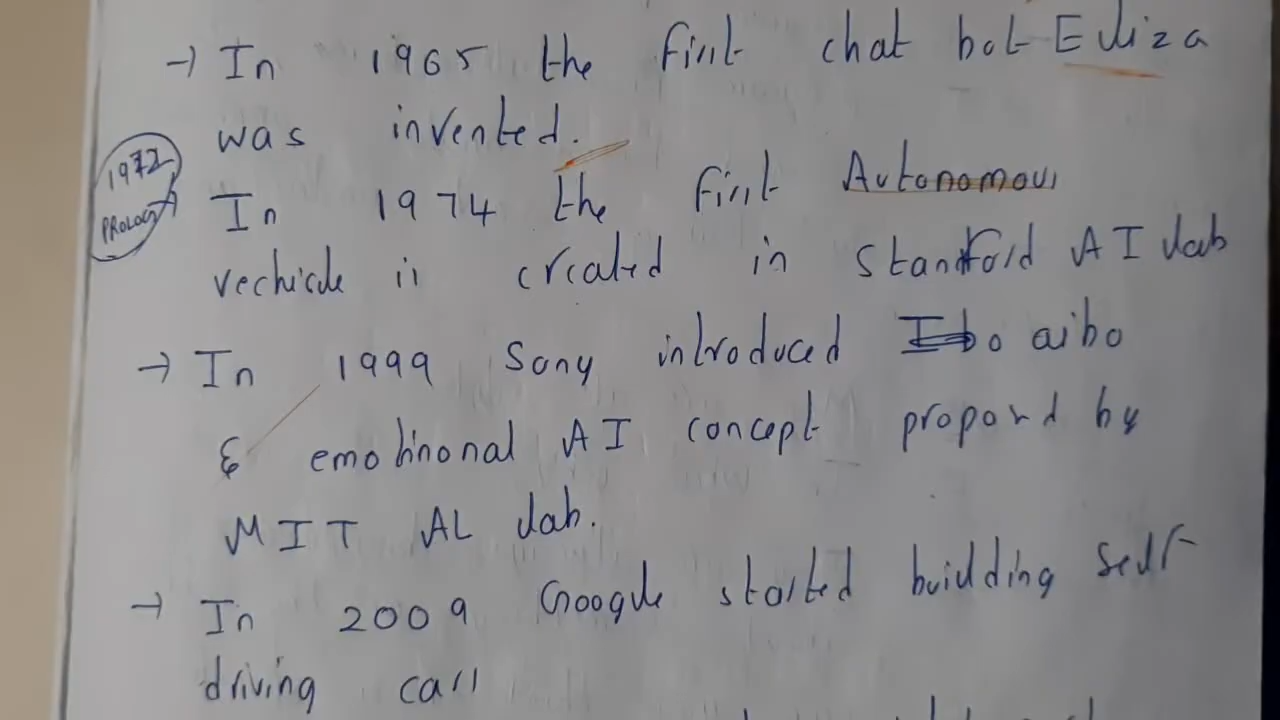 → In 1965 the first chat bot Eliza
was invented.
1972
PROLOG
In 1974 the first Autonomous
vechicle is created in stanford AI lab
→ In 1999 Sony introduced aibo
& emotinonal AI concept propord by
MIT AL lab.
→ In 2009 Google started building self
driving cars